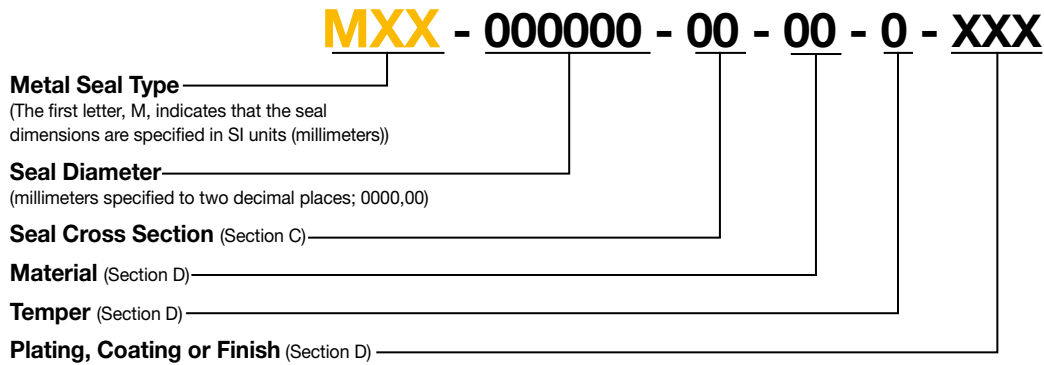 MXX - 000000 - 00 - 00 - 0 - XXX
Metal Seal Type
(The first letter, M, indicates that the seal
dimensions are specified in SI units (millimeters))
Seal Diameter
(millimeters specified to two decimal places; 0000,00)
Seal Cross Section (Section C)
Material (Section D)
Temper (Section D)
Plating, Coating or Finish (Section D)